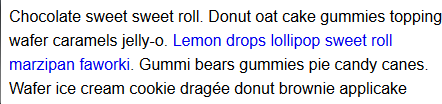 Chocolate sweet sweet roll. Donut oat cake gummies topping
wafer caramels jelly-o. Lemon drops lollipop sweet roll
marzipan faworki. Gummi bears gummies pie candy canes.
Wafer ice cream cookie dragée donut brownie applicake